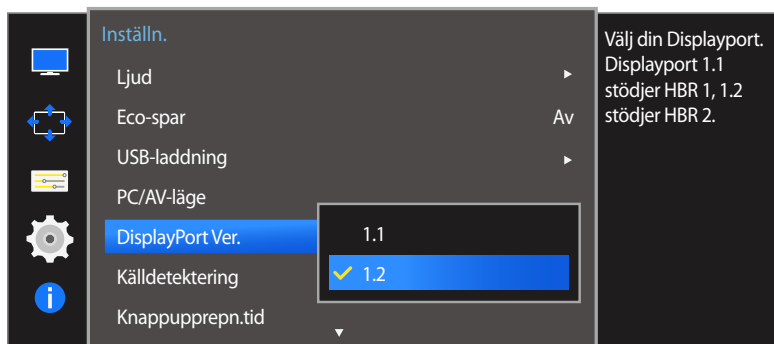 Inställn.
Ljud
Eco-spar Av
USB-laddning
PC/AV-läge
DisplayPort Ver.
1.1
1.2
Källdetektering
Knappupprepn.tid
Välj din Displayport.
Displayport 1.1
stödjer HBR 1, 1.2
stödjer HBR 2.